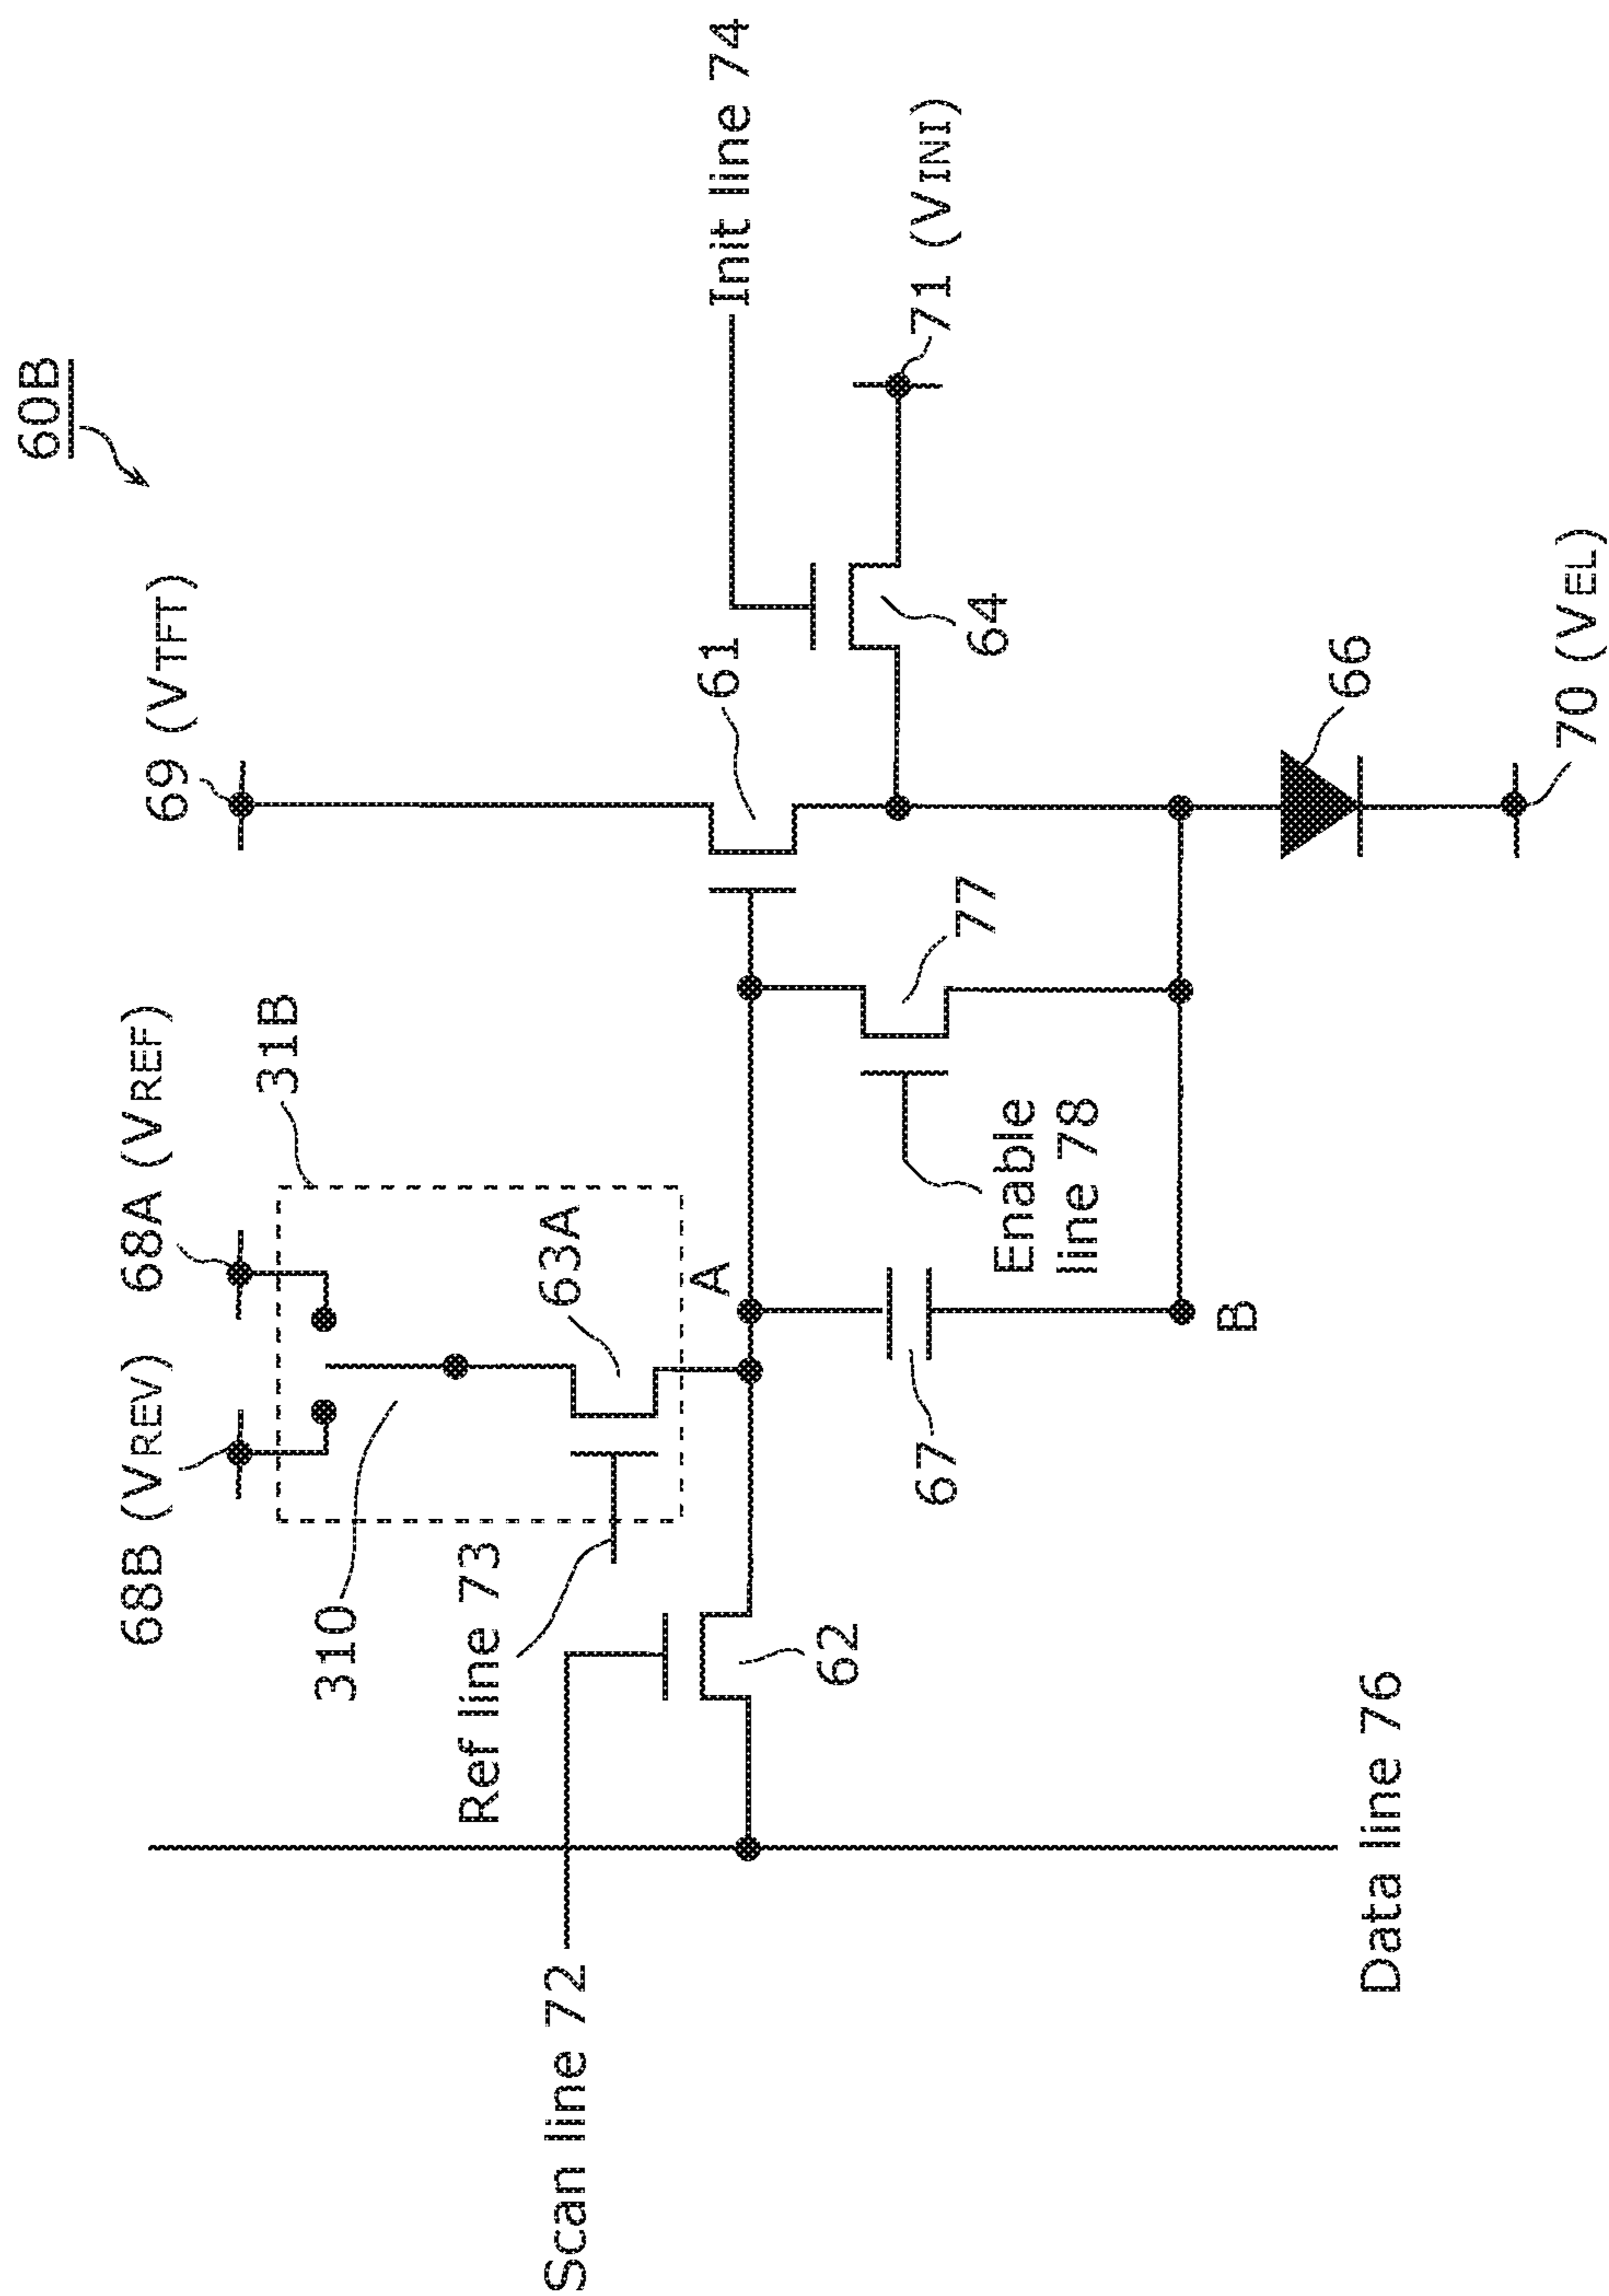 60B
69 (VTFT)
68A (VREF)
68B (VREV)
31B
310
Ref line 73
63A
Scan line 72
Init line 74
61
A
62
71 (VINI)
64
77
67
Enable
line 78
B
66
Data line 76
70 (VEL)